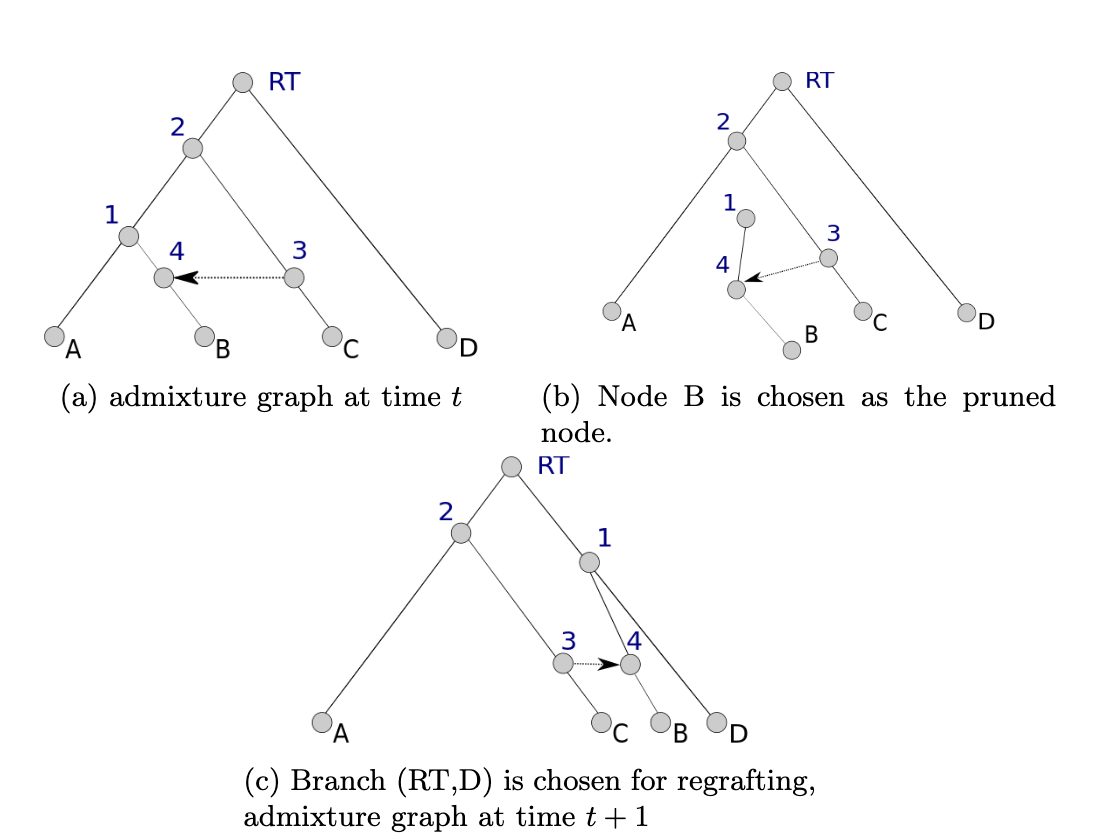 RT
2
1
4
3
A
B
C
D
(a) admixture graph at time t
RT
2
1
3
4
A
B
C
D
(b) Node B is chosen as the pruned
node.
RT
2
1
3
4
A
C
B
D
(c) Branch (RT,D) is chosen for regrafting,
admixture graph at time t + 1